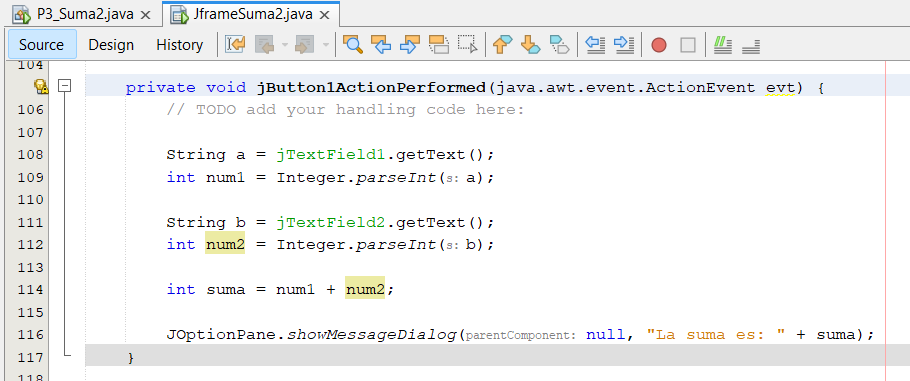 P3_Suma2.java × JframeSuma2.java ×
Source Design History
104
private void jButton1ActionPerformed(java.awt.event.ActionEvent evt) {
106 // TODO add your handling code here:
107
108 String a = jTextField1.getText();
109 int num1 = Integer.parseInt(s: a);
110
111 String b = jTextField2.getText();
112 int num2 = Integer.parseInt(s: b);
113
114 int suma = num1 + num2;
115
116 JOptionPane.showMessageDialog(parentComponent: null, "La suma es: " + suma);
117 }
118